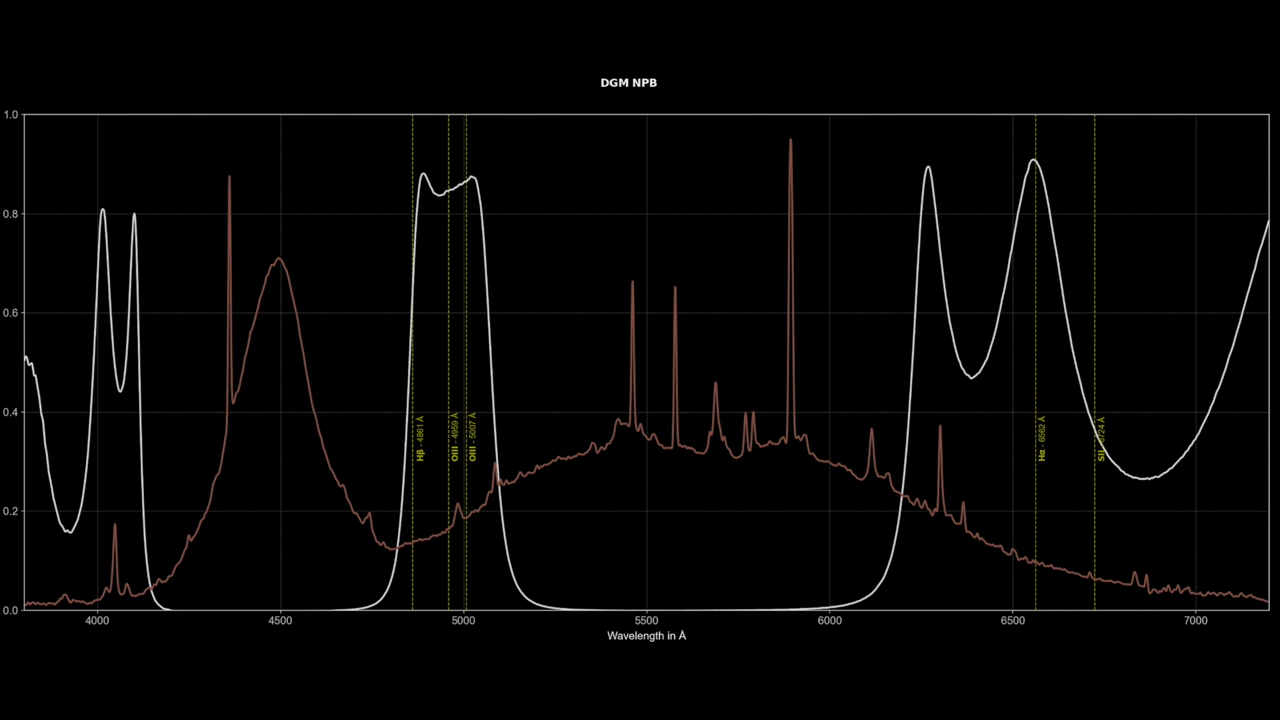 DGM NPB
1.0
0.8
0.6
0.4
0.2
0.0
Hβ - 4861 Å
OIII - 4959 Å
OIII - 5007 Å
Hα - 6562 Å
SII - 6724 Å
4000 4500 5000 5500 6000 6500 7000
Wavelength in Å